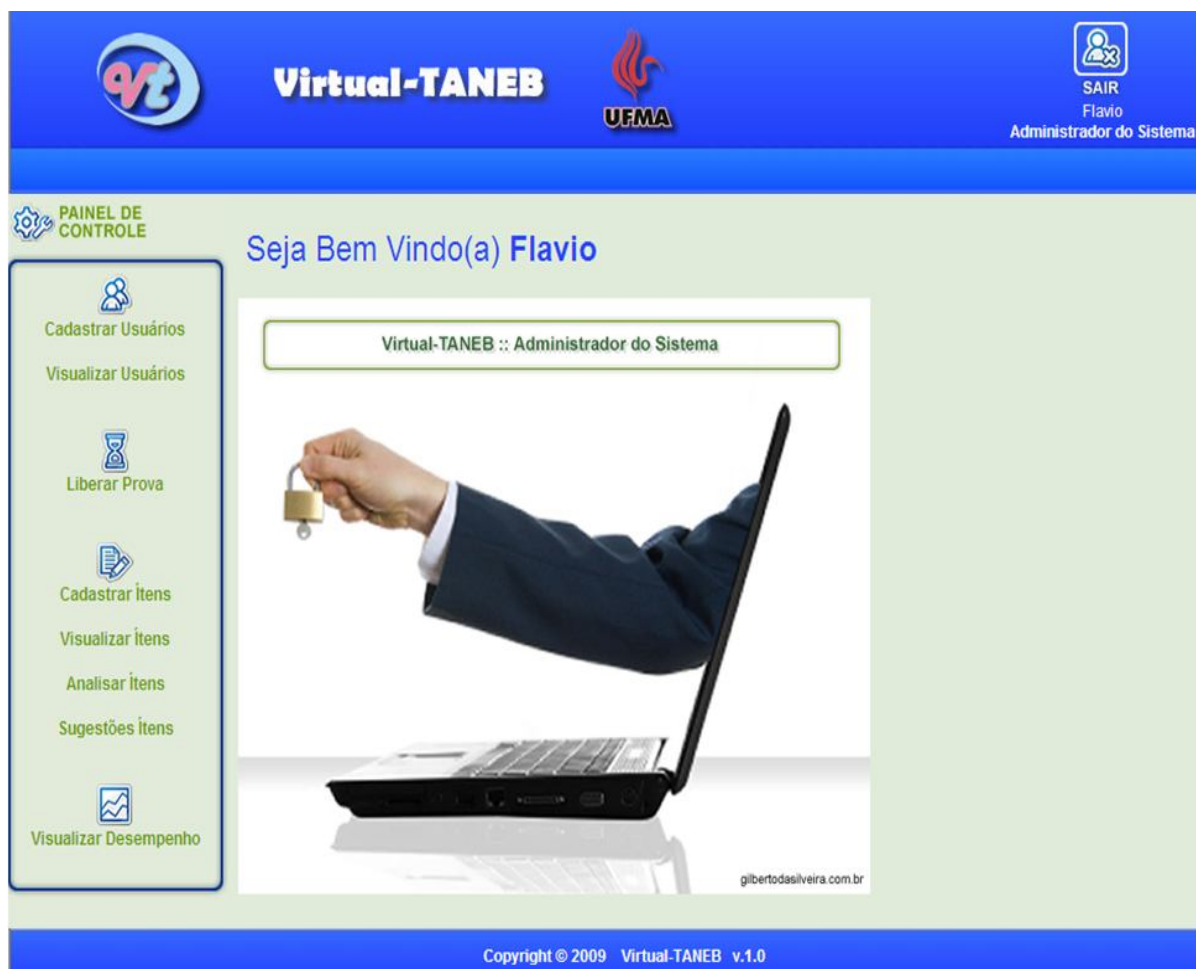 Vt
Virtual-TANEB
UFMA
SAIR
Flavio
Administrador do Sistema
PAINEL DE
CONTROLE
Seja Bem Vindo(a) Flavio
Cadastrar Usuários
Visualizar Usuários
Liberar Prova
Cadastrar Ítens
Visualizar Ítens
Analisar Ítens
Sugestões Ítens
Visualizar Desempenho
Virtual-TANEB :: Administrador do Sistema
gilbertodasilveira.com.br
Copyright © 2009 Virtual-TANEB v.1.0